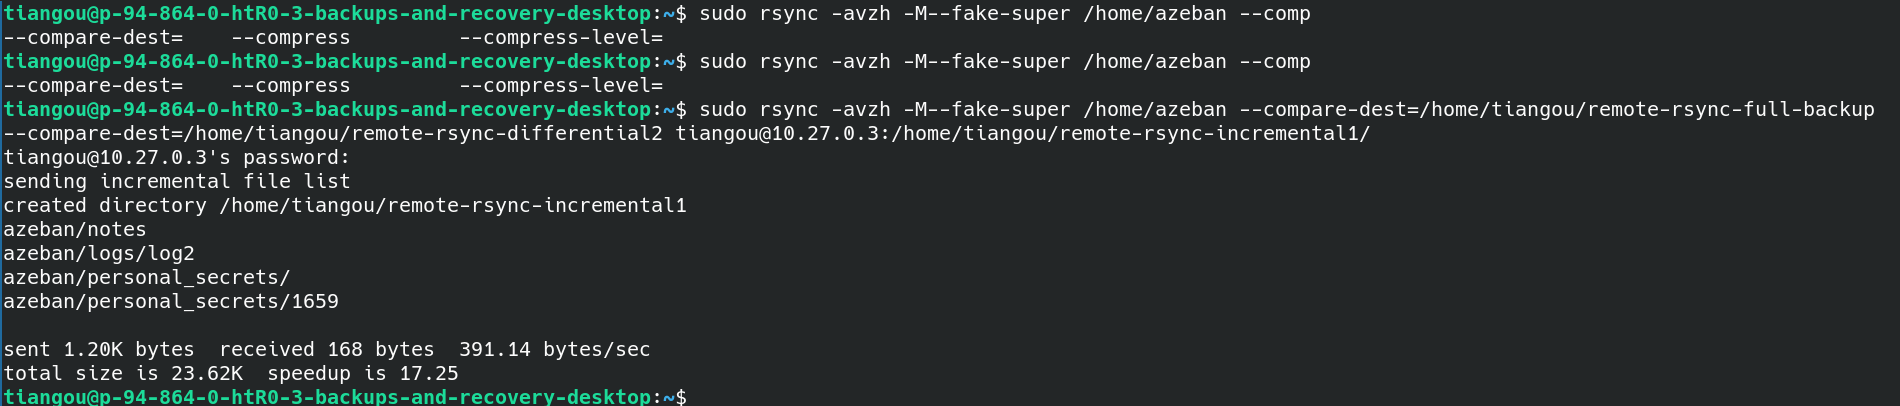 tiangou@p-94-864-0-htR0-3-backups-and-recovery-desktop:~$ sudo rsync -avzh -M--fake-super /home/azeban --comp
--compare-dest=    --compress         --compress-level=
tiangou@p-94-864-0-htR0-3-backups-and-recovery-desktop:~$ sudo rsync -avzh -M--fake-super /home/azeban --comp
--compare-dest=    --compress         --compress-level=
tiangou@p-94-864-0-htR0-3-backups-and-recovery-desktop:~$ sudo rsync -avzh -M--fake-super /home/azeban --compare-dest=/home/tiangou/remote-rsync-full-backup
--compare-dest=/home/tiangou/remote-rsync-differential2 tiangou@10.27.0.3:/home/tiangou/remote-rsync-incremental1/
tiangou@10.27.0.3's password:
sending incremental file list
created directory /home/tiangou/remote-rsync-incremental1
azeban/notes
azeban/logs/log2
azeban/personal_secrets/
azeban/personal_secrets/1659

sent 1.20K bytes  received 168 bytes  391.14 bytes/sec
total size is 23.62K  speedup is 17.25
tiangou@p-94-864-0-htR0-3-backups-and-recovery-desktop:~$